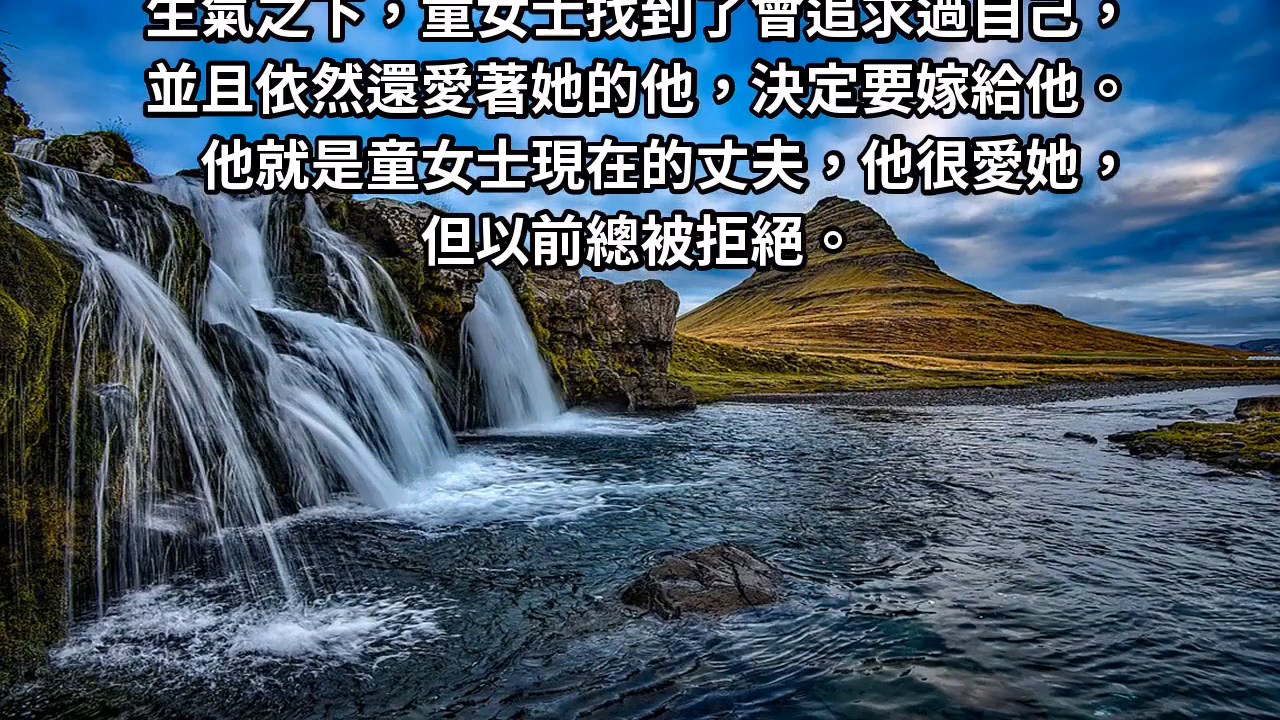 生氣之下，童女士找到了曾追求過自己，
並且依然還愛著她的他，決定要嫁給他。
他就是童女士現在的丈夫，他很愛她，
但以前總被拒絕。